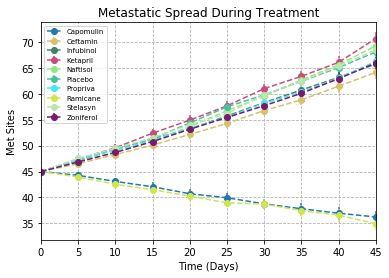 Metastatic Spread During Treatment
Capomulin
Ceftamin
Infubinol
Ketapril
Naftisol
Placebo
Propriva
Ramicane
Stelasyn
Zoniferol
Met Sites
70
65
60
55
50
45
40
35
0 5 10 15 20 25 30 35 40 45
Time (Days)